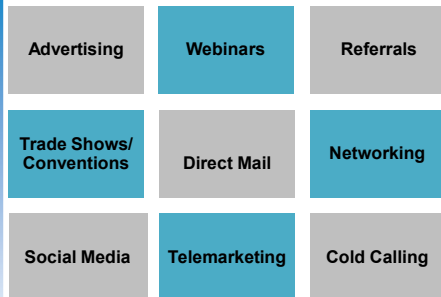 Advertising
Webinars
Referrals
Trade Shows/
Conventions
Direct Mail
Networking
Social Media
Telemarketing
Cold Calling